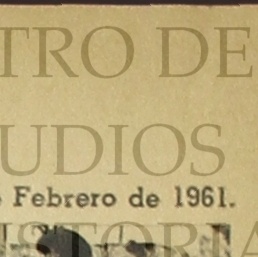 TRO DE
UDIOS
Febrero de 1961.
ISTORIA